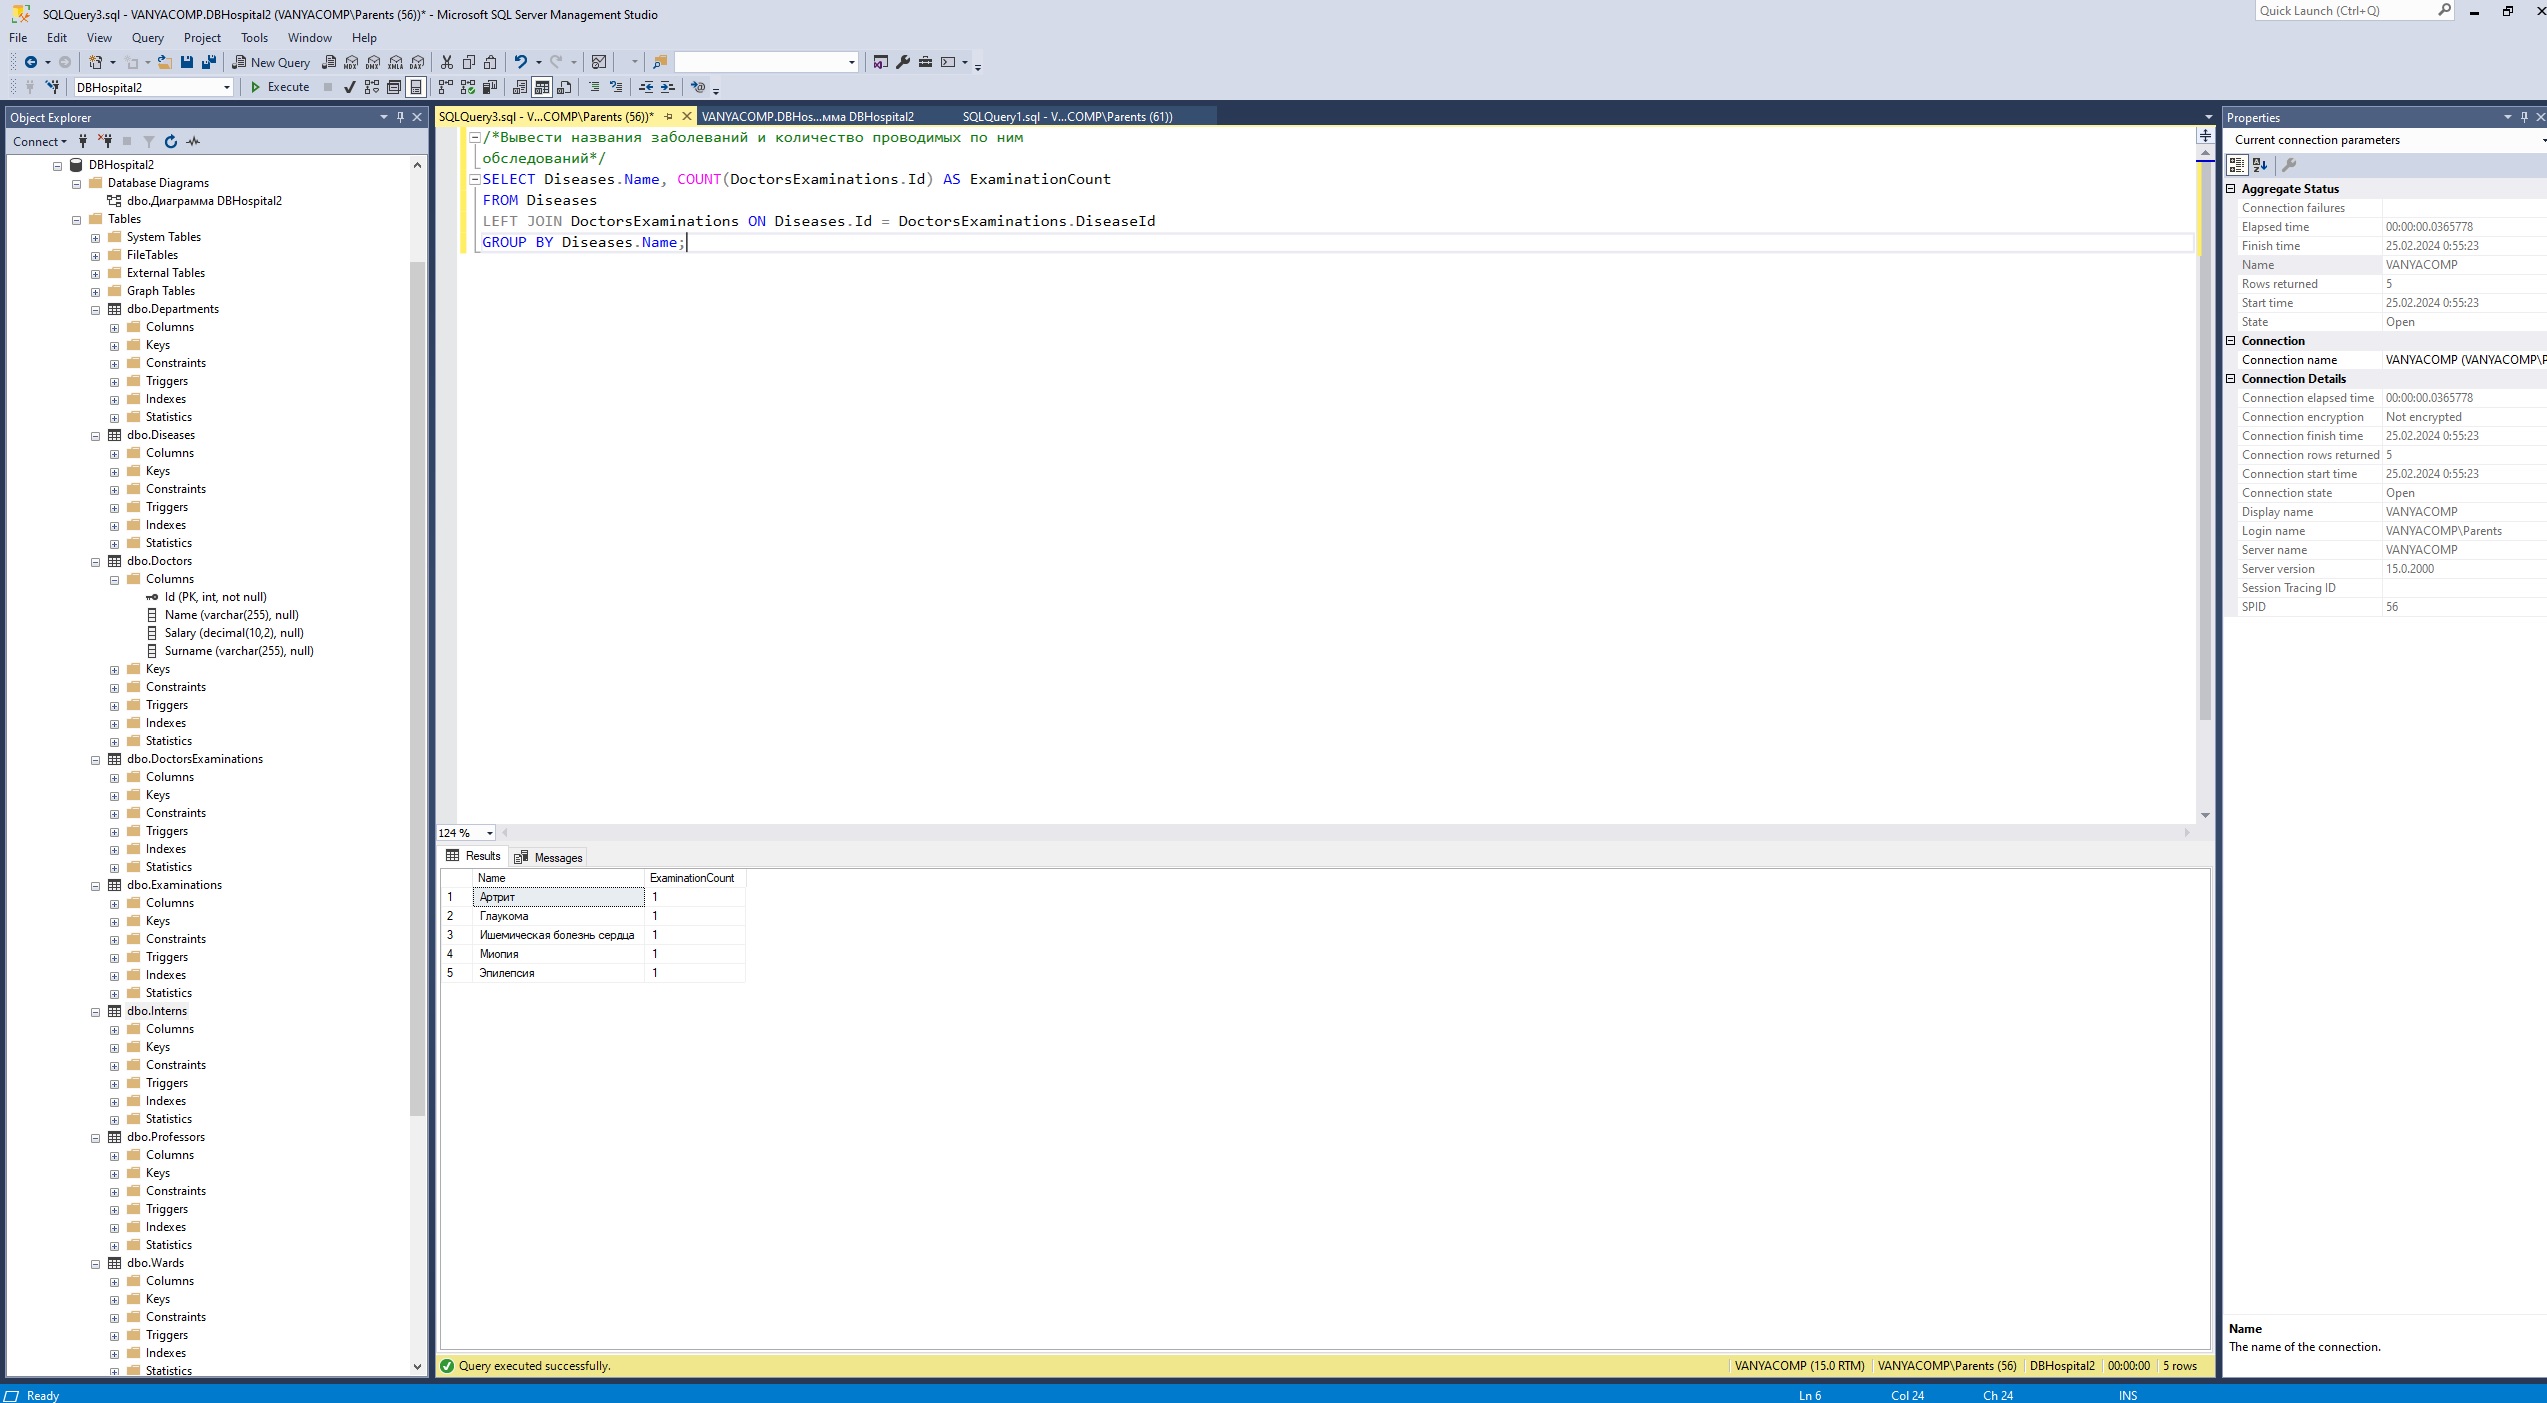 SQLQuery3.sql - VANYACOMP.DBHospital2 (VANYACOMP\Parents (56))* - Microsoft SQL Server Management Studio
Quick Launch (Ctrl+Q)
File Edit View Query Project Tools Window Help
New Query
DBHospital2
Execute
Object Explorer
Connect
DBHospital2
Database Diagrams
dbo.Диаграмма DBHospital2
Tables
System Tables
FileTables
External Tables
Graph Tables
dbo.Departments
Columns
Keys
Constraints
Triggers
Indexes
Statistics
dbo.Diseases
Columns
Keys
Constraints
Triggers
Indexes
Statistics
dbo.Doctors
Columns
Id (PK, int, not null)
Name (varchar(255), null)
Salary (decimal(10,2), null)
Surname (varchar(255), null)
Keys
Constraints
Triggers
Indexes
Statistics
dbo.DoctorsExaminations
Columns
Keys
Constraints
Triggers
Indexes
Statistics
dbo.Examinations
Columns
Keys
Constraints
Triggers
Indexes
Statistics
dbo.Interns
Columns
Keys
Constraints
Triggers
Indexes
Statistics
dbo.Professors
Columns
Keys
Constraints
Triggers
Indexes
Statistics
dbo.Wards
Columns
Keys
Constraints
Triggers
Indexes
Statistics
SQLQuery3.sql - V...COMP\Parents (56))* VANYACOMP.DBHos...мма DBHospital2 SQLQuery1.sql - V...COMP\Parents (61))
/*Вывести названия заболеваний и количество проводимых по ним
обследований*/
SELECT Diseases.Name, COUNT(DoctorsExaminations.Id) AS ExaminationCount
FROM Diseases
LEFT JOIN DoctorsExaminations ON Diseases.Id = DoctorsExaminations.DiseaseId
GROUP BY Diseases.Name;
124 %
Results Messages
Name ExaminationCount
1 Артрит 1
2 Глаукома 1
3 Ишемическая болезнь сердца 1
4 Миопия 1
5 Эпилепсия 1
Query executed successfully.
VANYACOMP (15.0 RTM) VANYACOMP\Parents (56) DBHospital2 00:00:00 5 rows
Properties
Current connection parameters
Aggregate Status
Connection failures
Elapsed time 00:00:00.0365778
Finish time 25.02.2024 0:55:23
Name VANYACOMP
Rows returned 5
Start time 25.02.2024 0:55:23
State Open
Connection
Connection name VANYACOMP (VANYACOMP\P
Connection Details
Connection elapsed time 00:00:00.0365778
Connection encryption Not encrypted
Connection finish time 25.02.2024 0:55:23
Connection rows returned 5
Connection start time 25.02.2024 0:55:23
Connection state Open
Display name VANYACOMP
Login name VANYACOMP\Parents
Server name VANYACOMP
Server version 15.0.2000
Session Tracing ID
SPID 56
Name
The name of the connection.
Ready
Ln 6 Col 24 Ch 24 INS